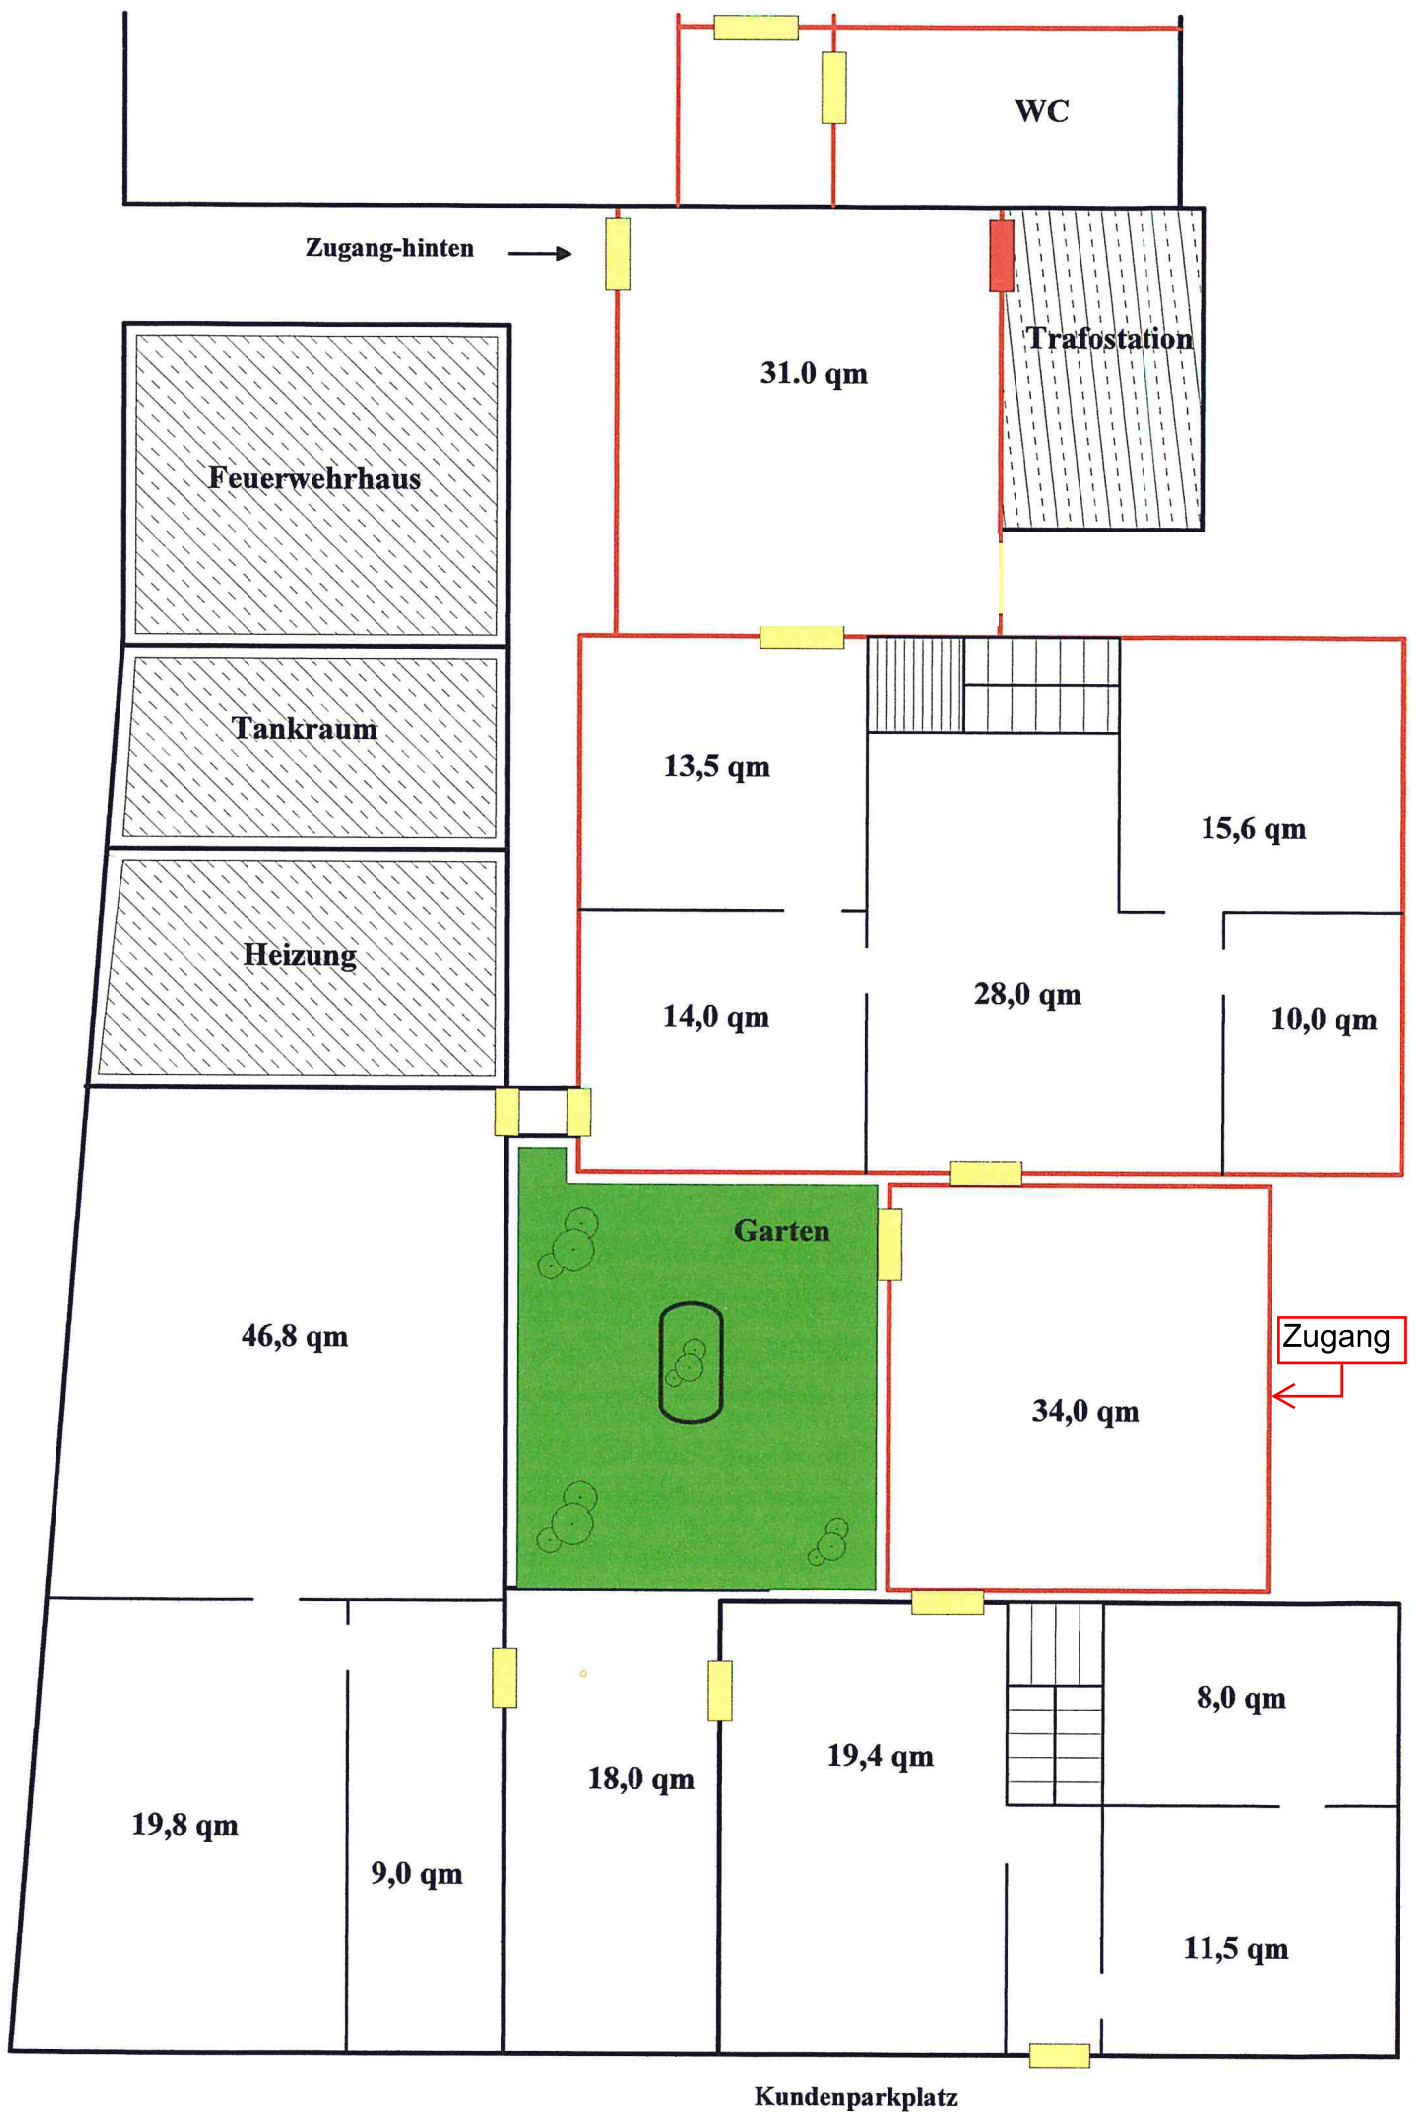 WC
Zugang-hinten
Trafostation
31.0 qm
Feuerwehrhaus
Tankraum
13,5 qm
15,6 qm
Heizung
14,0 qm
28,0 qm
10,0 qm
Garten
46,8 qm
Zugang
34,0 qm
8,0 qm
19,4 qm
18,0 qm
19,8 qm
9,0 qm
11,5 qm
Kundenparkplatz